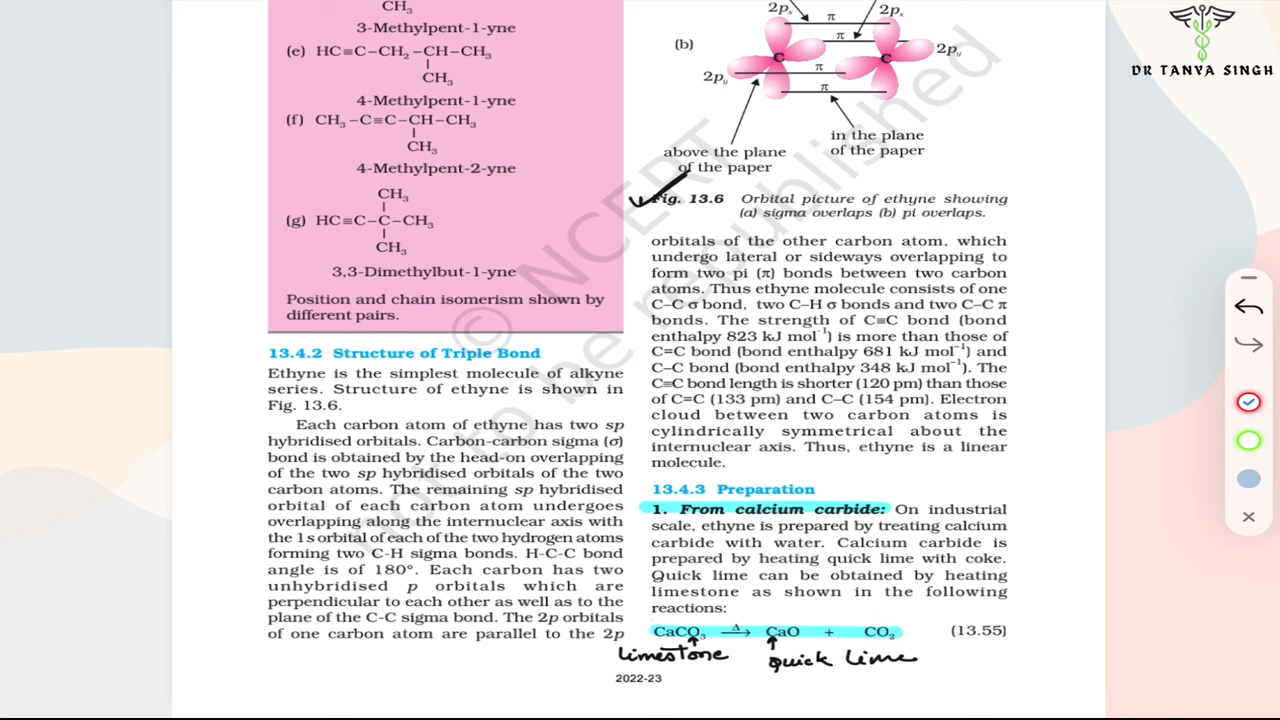 CH₃
3-Methylpent-1-yne
(e) HC≡C–CH₂–CH–CH₃
CH₃
4-Methylpent-1-yne
(f) CH₃–C≡C–CH–CH₃
CH₃
4-Methylpent-2-yne
CH₃
(g) HC≡C–C–CH₃
CH₃
3,3-Dimethylbut-1-yne
Position and chain isomerism shown by
different pairs.
13.4.2 Structure of Triple Bond
Ethyne is the simplest molecule of alkyne
series. Structure of ethyne is shown in
Fig. 13.6.
Each carbon atom of ethyne has two sp
hybridised orbitals. Carbon-carbon sigma (σ)
bond is obtained by the head-on overlapping
of the two sp hybridised orbitals of the two
carbon atoms. The remaining sp hybridised
orbital of each carbon atom undergoes
overlapping along the internuclear axis with
the 1s orbital of each of the two hydrogen atoms
forming two C-H sigma bonds. H-C-C bond
angle is of 180°. Each carbon has two
unhybridised p orbitals which are
perpendicular to each other as well as to the
plane of the C-C sigma bond. The 2p orbitals
of one carbon atom are parallel to the 2p
2pₓ
π
2pₓ
π
(b)
C
C
2pᵧ
2pᵧ
π
π
in the plane
of the paper
above the plane
of the paper
Fig. 13.6 Orbital picture of ethyne showing
(a) sigma overlaps (b) pi overlaps.
orbitals of the other carbon atom, which
undergo lateral or sideways overlapping to
form two pi (π) bonds between two carbon
atoms. Thus ethyne molecule consists of one
C–C σ bond, two C–H σ bonds and two C–C π
bonds. The strength of C≡C bond (bond
enthalpy 823 kJ mol⁻¹) is more than those of
C=C bond (bond enthalpy 681 kJ mol⁻¹) and
C–C bond (bond enthalpy 348 kJ mol⁻¹). The
C≡C bond length is shorter (120 pm) than those
of C=C (133 pm) and C–C (154 pm). Electron
cloud between two carbon atoms is
cylindrically symmetrical about the
internuclear axis. Thus, ethyne is a linear
molecule.
13.4.3 Preparation
1. From calcium carbide: On industrial
scale, ethyne is prepared by treating calcium
carbide with water. Calcium carbide is
prepared by heating quick lime with coke.
Quick lime can be obtained by heating
limestone as shown in the following
reactions:
CaCO₃ —Δ→ CaO + CO₂ (13.55)
limestone quick lime
2022-23
© NCERT
not to be republished
DR TANYA SINGH